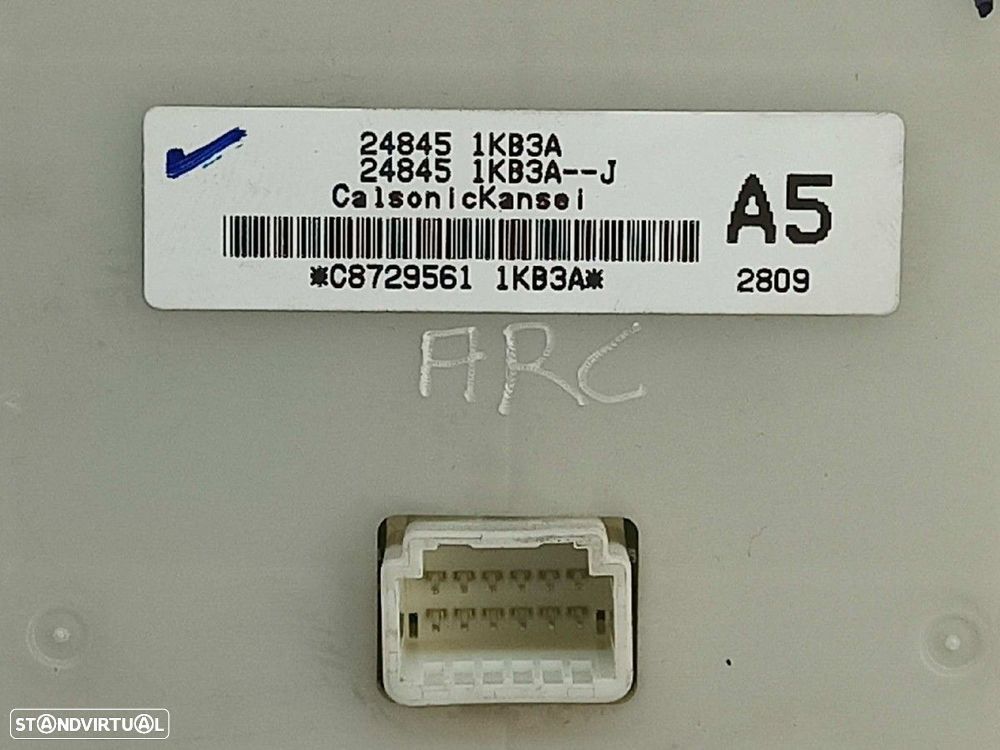 24845 1KB3A
24845 1KB3A--J
CalsonicKansei
A5
*C8729561 1KB3A*
2809
ARC
STANDVIRTUAL